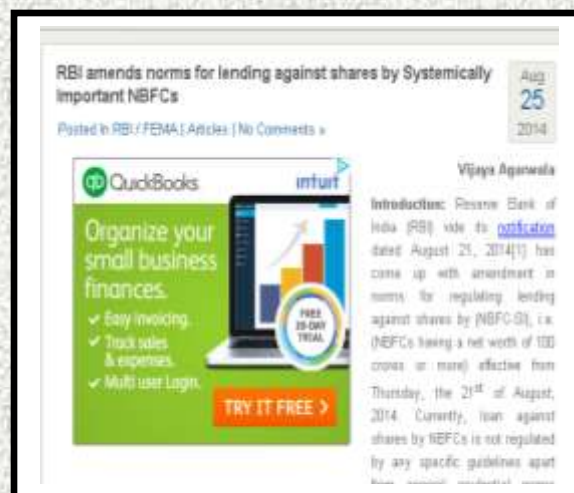 RBI amends norms for lending against shares by Systemically
Important NBFCs
Aug
25
2014
Posted In RBI / FEMA | Articles | No Comments »
qb QuickBooks
intuit
Organize your
small business
finances.
✓ Easy invoicing.
✓ Track sales
& expenses.
✓ Multi user Login.
FREE
30-DAY
TRIAL
TRY IT FREE >
Vijaya Agarwala
Introduction: Reserve Bank of
India (RBI) vide its notification
dated August 21, 2014[1] has
come up with amendment in
norms for regulating lending
against shares by (NBFC-SI), i.e.
(NBFCs having a net worth of 100
crores or more) effective from
Thursday, the 21st of August,
2014. Currently, loan against
shares by NBFCs is not regulated
by any specific guidelines apart
from general prudential norms